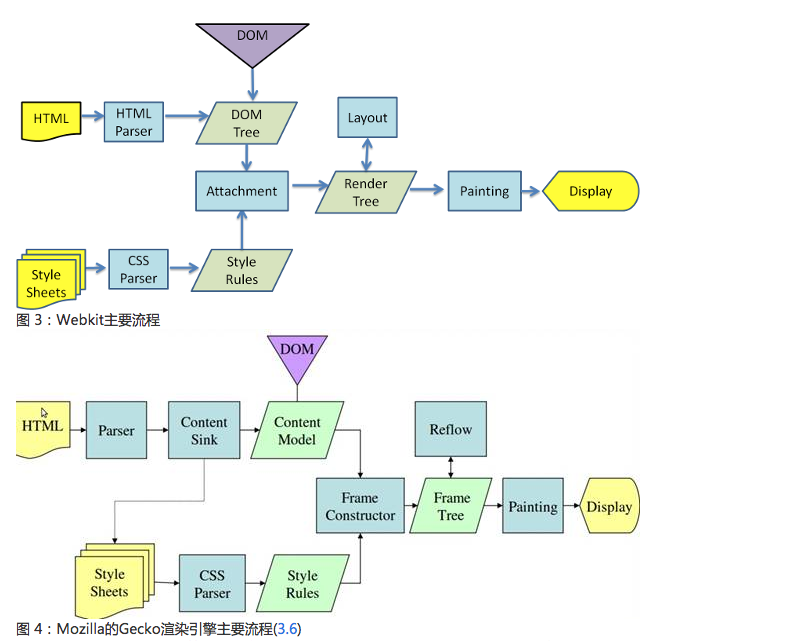 DOM
HTML
HTML
Parser
DOM
Tree
Layout
Attachment
Render
Tree
Painting
Display
Style
Sheets
CSS
Parser
Style
Rules
图 3：Webkit主要流程
DOM
HTML
Parser
Content
Sink
Content
Model
Reflow
Frame
Constructor
Frame
Tree
Painting
Display
Style
Sheets
CSS
Parser
Style
Rules
图 4：Mozilla的Gecko渲染引擎主要流程(3.6)